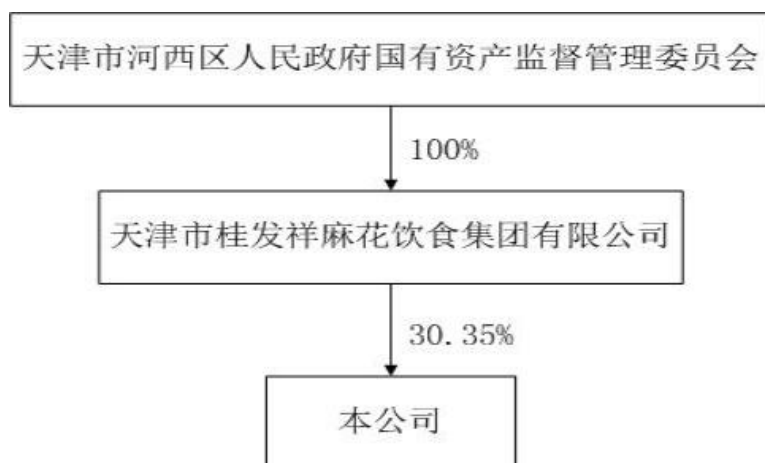 天津市河西区人民政府国有资产监督管理委员会
100%
天津市桂发祥麻花饮食集团有限公司
30.35%
本公司